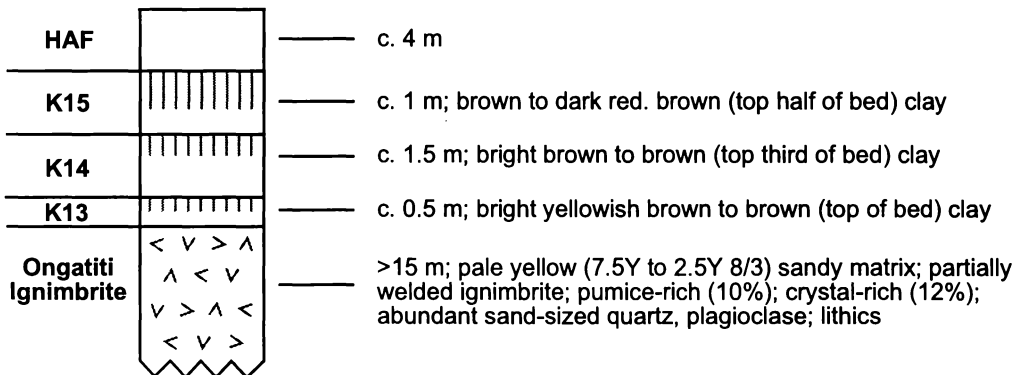 HAF
c. 4 m
K15
c. 1 m; brown to dark red. brown (top half of bed) clay
K14
c. 1.5 m; bright brown to brown (top third of bed) clay
K13
c. 0.5 m; bright yellowish brown to brown (top of bed) clay
Ongatiti
Ignimbrite
>15 m; pale yellow (7.5Y to 2.5Y 8/3) sandy matrix; partially
welded ignimbrite; pumice-rich (10%); crystal-rich (12%);
abundant sand-sized quartz, plagioclase; lithics